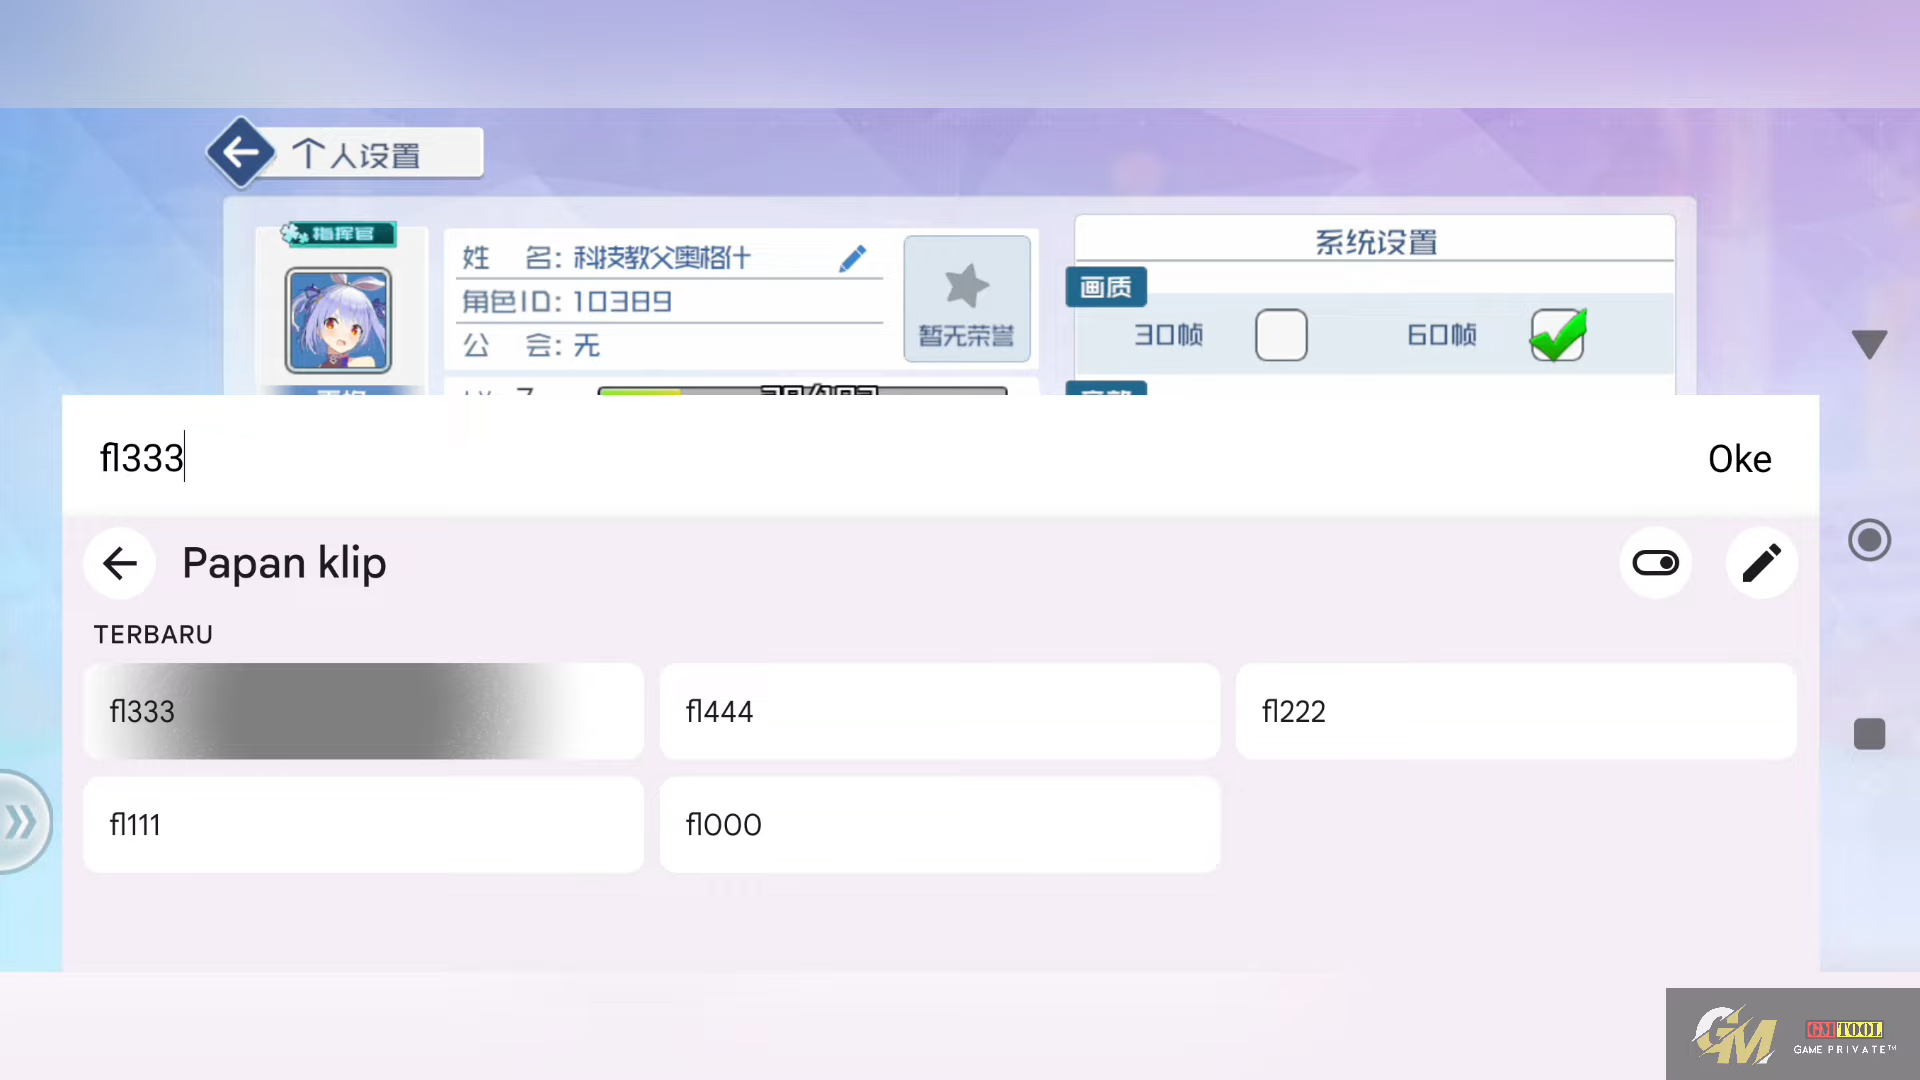 个人设置
指挥官
姓 名: 科技教父奥格什
角色ID: 10389
公 会: 无
暂无荣誉
系统设置
画质
30帧
60帧
fl333
Oke
Papan klip
TERBARU
fl333
fl444
fl222
fl111
fl000
GM
GM TOOL
GAME PRIVATE™